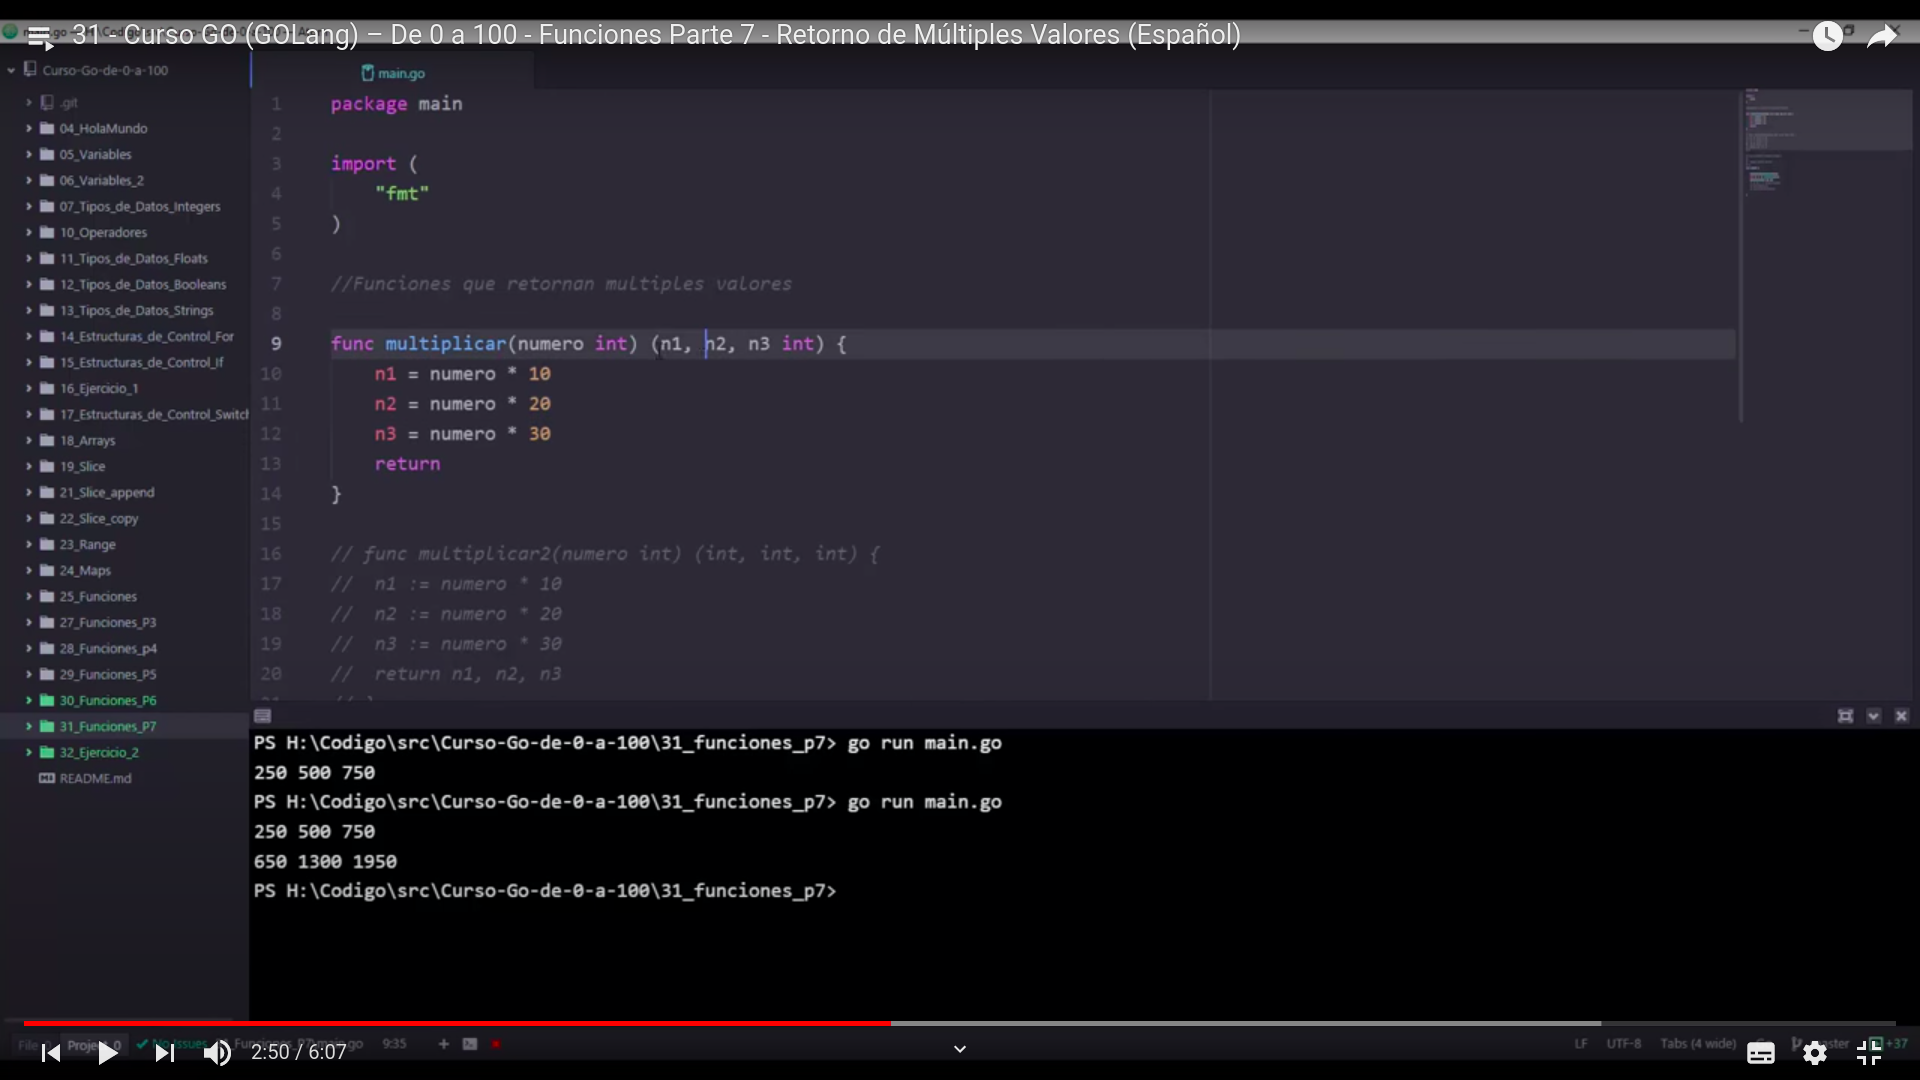 31 - Curso GO (GOLang) – De 0 a 100 - Funciones Parte 7 - Retorno de Múltiples Valores (Español)
Curso-Go-de-0-a-100
.git
04_HolaMundo
05_Variables
06_Variables_2
07_Tipos_de_Datos_Integers
10_Operadores
11_Tipos_de_Datos_Floats
12_Tipos_de_Datos_Booleans
13_Tipos_de_Datos_Strings
14_Estructuras_de_Control_For
15_Estructuras_de_Control_If
16_Ejercicio_1
17_Estructuras_de_Control_Switch
18_Arrays
19_Slice
21_Slice_append
22_Slice_copy
23_Range
24_Maps
25_Funciones
27_Funciones_P3
28_Funciones_p4
29_Funciones_P5
30_Funciones_P6
31_Funciones_P7
32_Ejercicio_2
README.md
main.go
1 package main
2
3 import (
4 "fmt"
5 )
6
7 //Funciones que retornan multiples valores
8
9 func multiplicar(numero int) (n1, n2, n3 int) {
10 n1 = numero * 10
11 n2 = numero * 20
12 n3 = numero * 30
13 return
14 }
15
16 // func multiplicar2(numero int) (int, int, int) {
17 // n1 := numero * 10
18 // n2 := numero * 20
19 // n3 := numero * 30
20 // return n1, n2, n3
PS H:\Codigo\src\Curso-Go-de-0-a-100\31_funciones_p7> go run main.go
250 500 750
PS H:\Codigo\src\Curso-Go-de-0-a-100\31_funciones_p7> go run main.go
250 500 750
650 1300 1950
PS H:\Codigo\src\Curso-Go-de-0-a-100\31_funciones_p7>
File 0 Project 0 No Issues 9:35 + LF UTF-8 Tabs (4 wide) +37
2:50 / 6:07